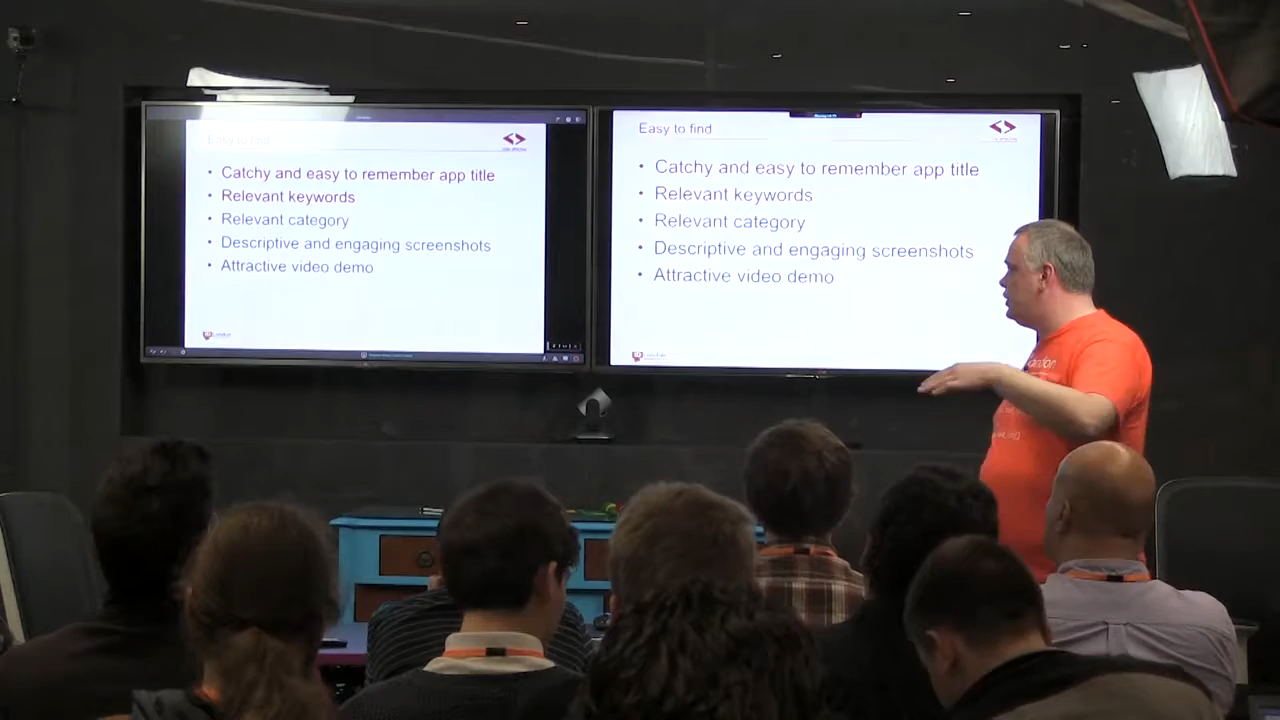 Easy to find
Catchy and easy to remember app title
Relevant keywords
Relevant category
Descriptive and engaging screenshots
Attractive video demo
Easy to find
Catchy and easy to remember app title
Relevant keywords
Relevant category
Descriptive and engaging screenshots
Attractive video demo